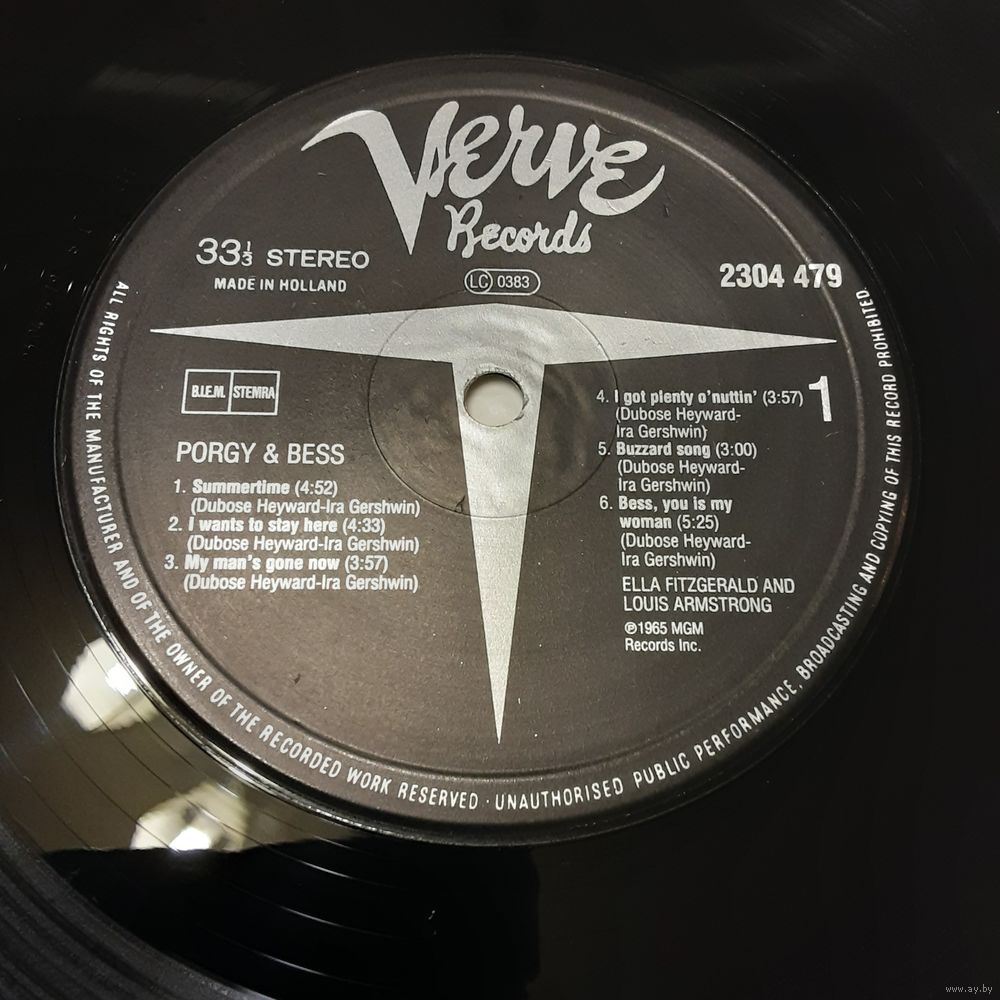 Verve
Records
33⅓ STEREO
MADE IN HOLLAND
LC 0383
2304 479
B.I.E.M. STEMRA
1
PORGY & BESS
1. Summertime (4:52)
(Dubose Heyward-Ira Gershwin)
2. I wants to stay here (4:33)
(Dubose Heyward-Ira Gershwin)
3. My man's gone now (3:57)
(Dubose Heyward-Ira Gershwin)
4. I got plenty o'nuttin' (3:57)
(Dubose Heyward-
Ira Gershwin)
5. Buzzard song (3:00)
(Dubose Heyward-
Ira Gershwin)
6. Bess, you is my
woman (5:25)
(Dubose Heyward-
Ira Gershwin)
ELLA FITZGERALD AND
LOUIS ARMSTRONG
℗1965 MGM
Records Inc.
ALL RIGHTS OF THE MANUFACTURER AND OF THE OWNER OF THE RECORDED WORK RESERVED · UNAUTHORISED PUBLIC PERFORMANCE, BROADCASTING AND COPYING OF THIS RECORD PROHIBITED.
www.ay.by